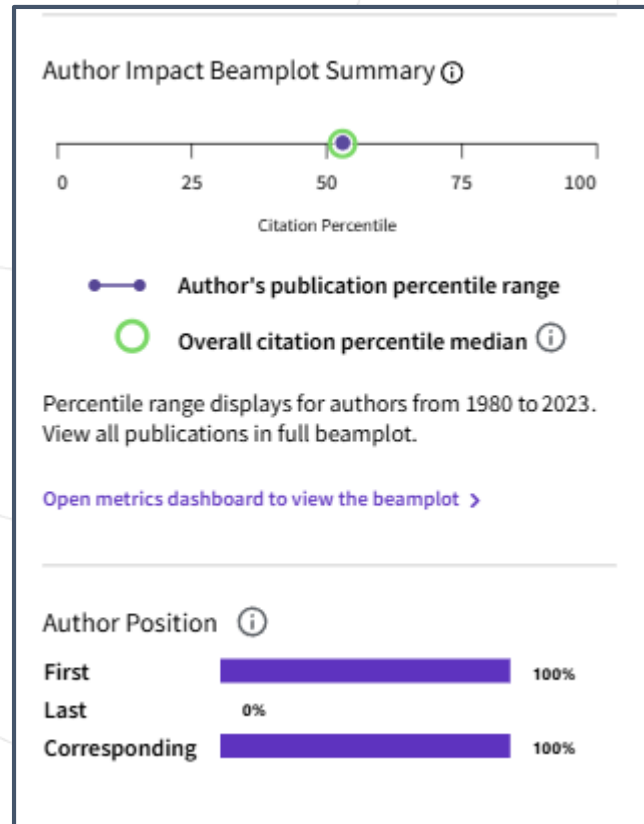 Author Impact Beamplot Summary
0 25 50 75 100
Citation Percentile
Author's publication percentile range
Overall citation percentile median
Percentile range displays for authors from 1980 to 2023.
View all publications in full beamplot.
Open metrics dashboard to view the beamplot >
Author Position
First 100%
Last 0%
Corresponding 100%